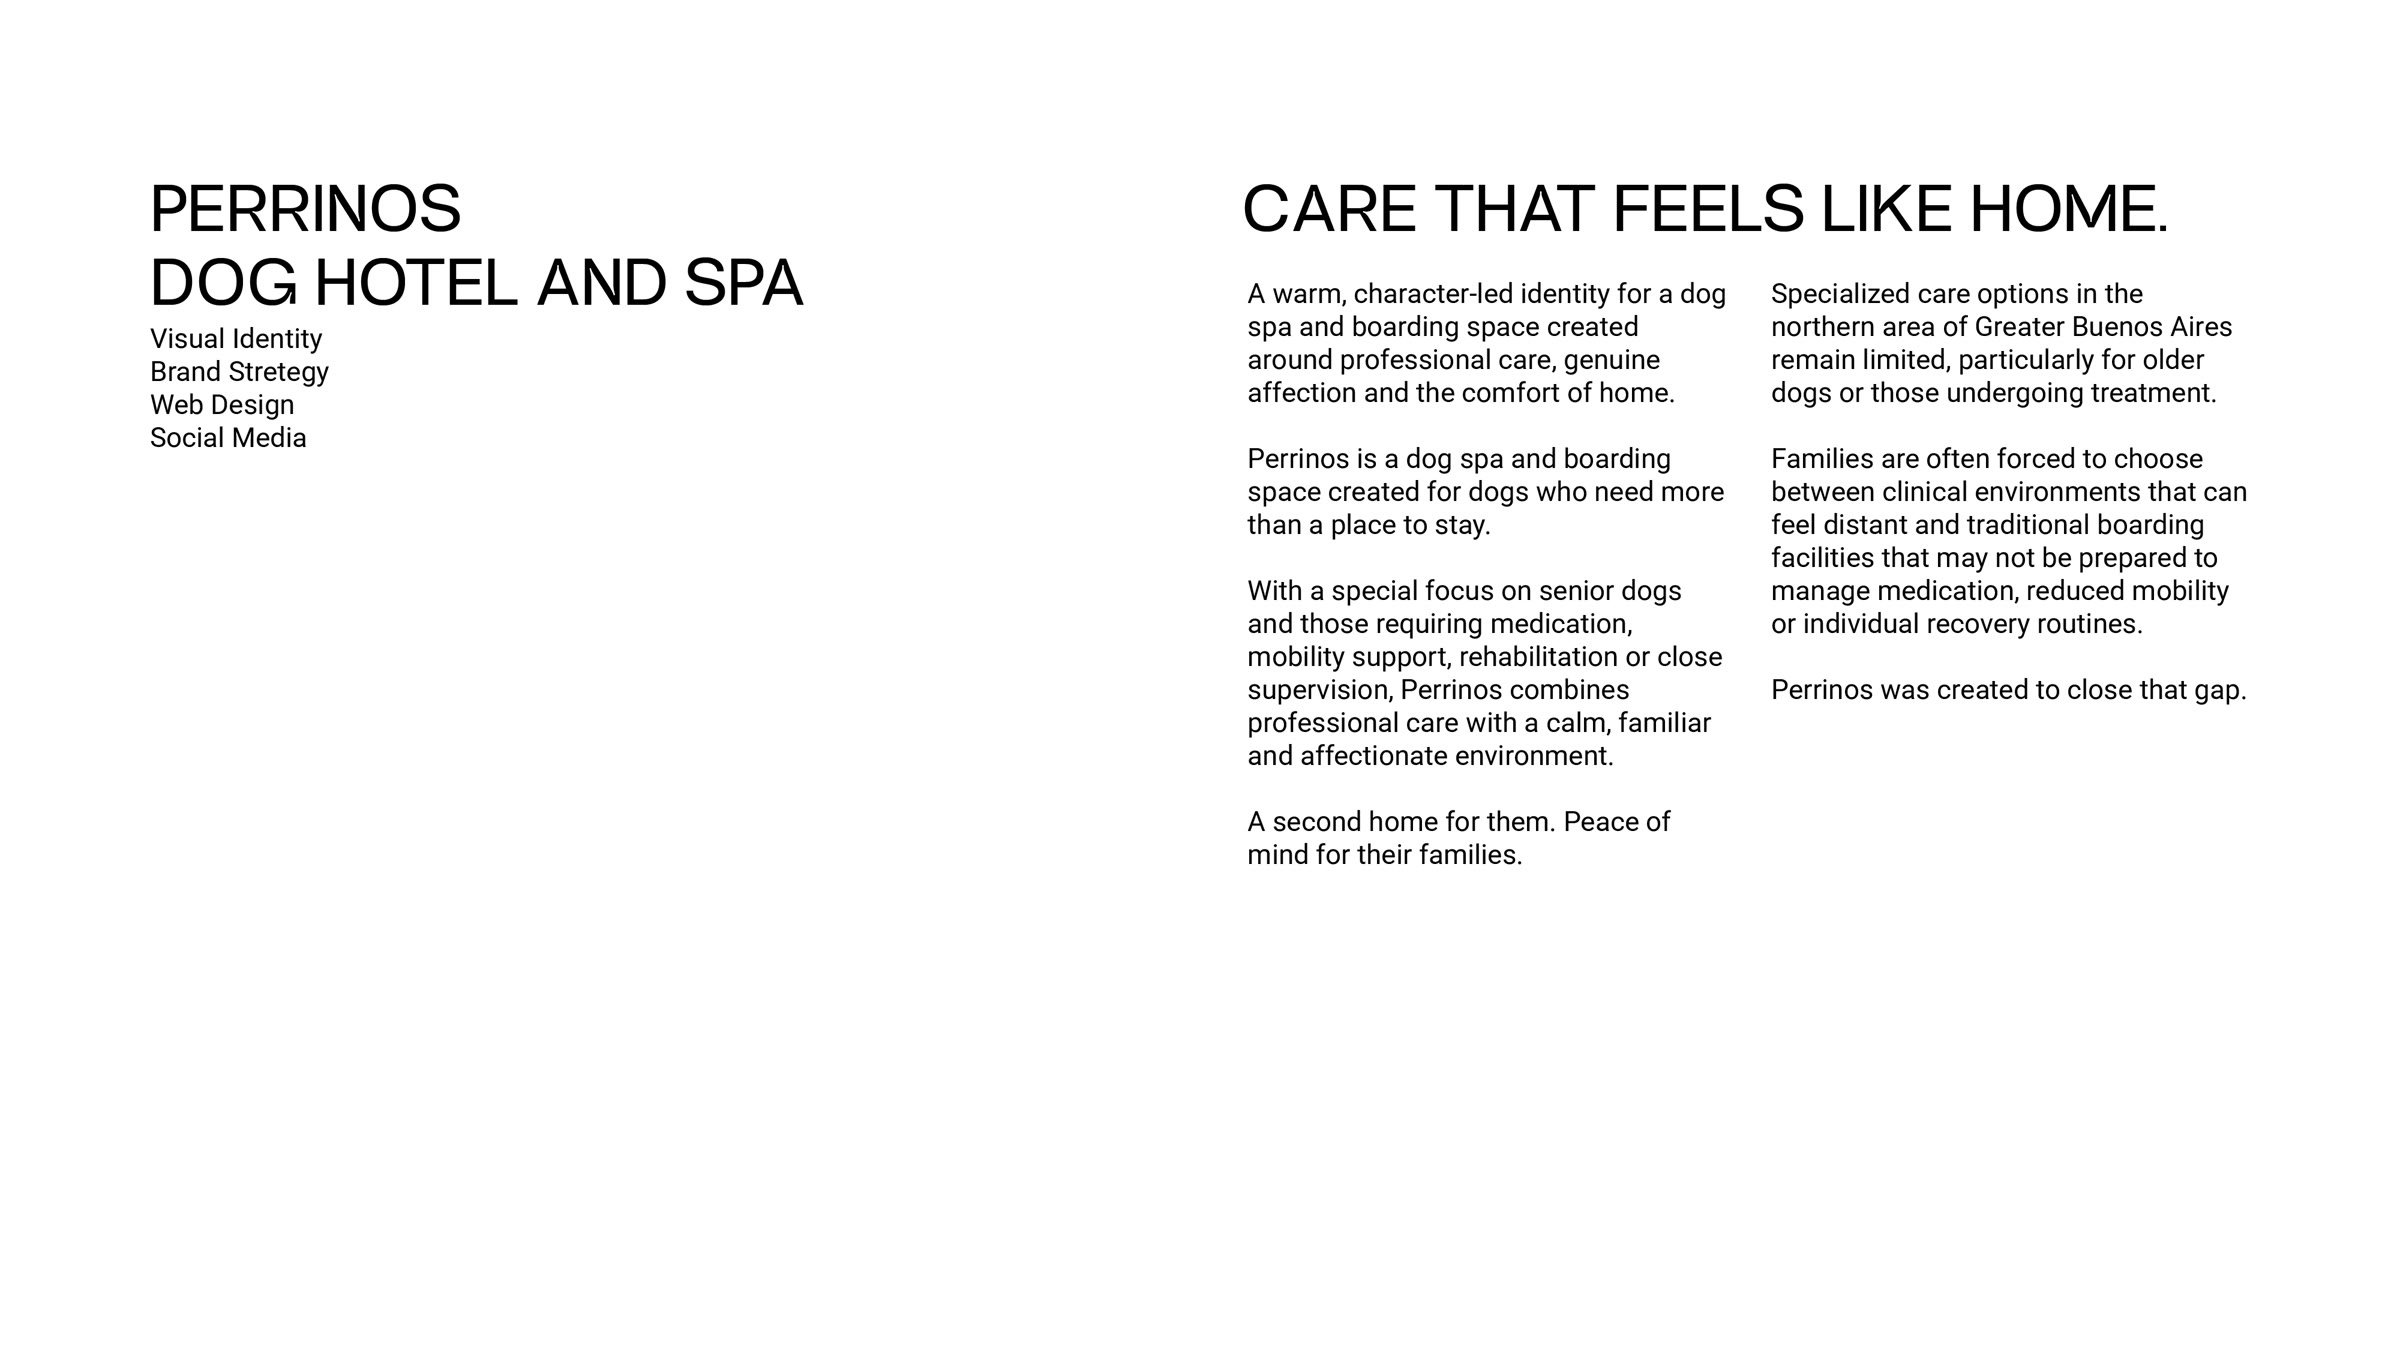 PERRINOS
DOG HOTEL AND SPA
Visual Identity
Brand Stretegy
Web Design
Social Media
CARE THAT FEELS LIKE HOME.
A warm, character-led identity for a dog
spa and boarding space created
around professional care, genuine
affection and the comfort of home.
Perrinos is a dog spa and boarding
space created for dogs who need more
than a place to stay.
With a special focus on senior dogs
and those requiring medication,
mobility support, rehabilitation or close
supervision, Perrinos combines
professional care with a calm, familiar
and affectionate environment.
A second home for them. Peace of
mind for their families.
Specialized care options in the
northern area of Greater Buenos Aires
remain limited, particularly for older
dogs or those undergoing treatment.
Families are often forced to choose
between clinical environments that can
feel distant and traditional boarding
facilities that may not be prepared to
manage medication, reduced mobility
or individual recovery routines.
Perrinos was created to close that gap.